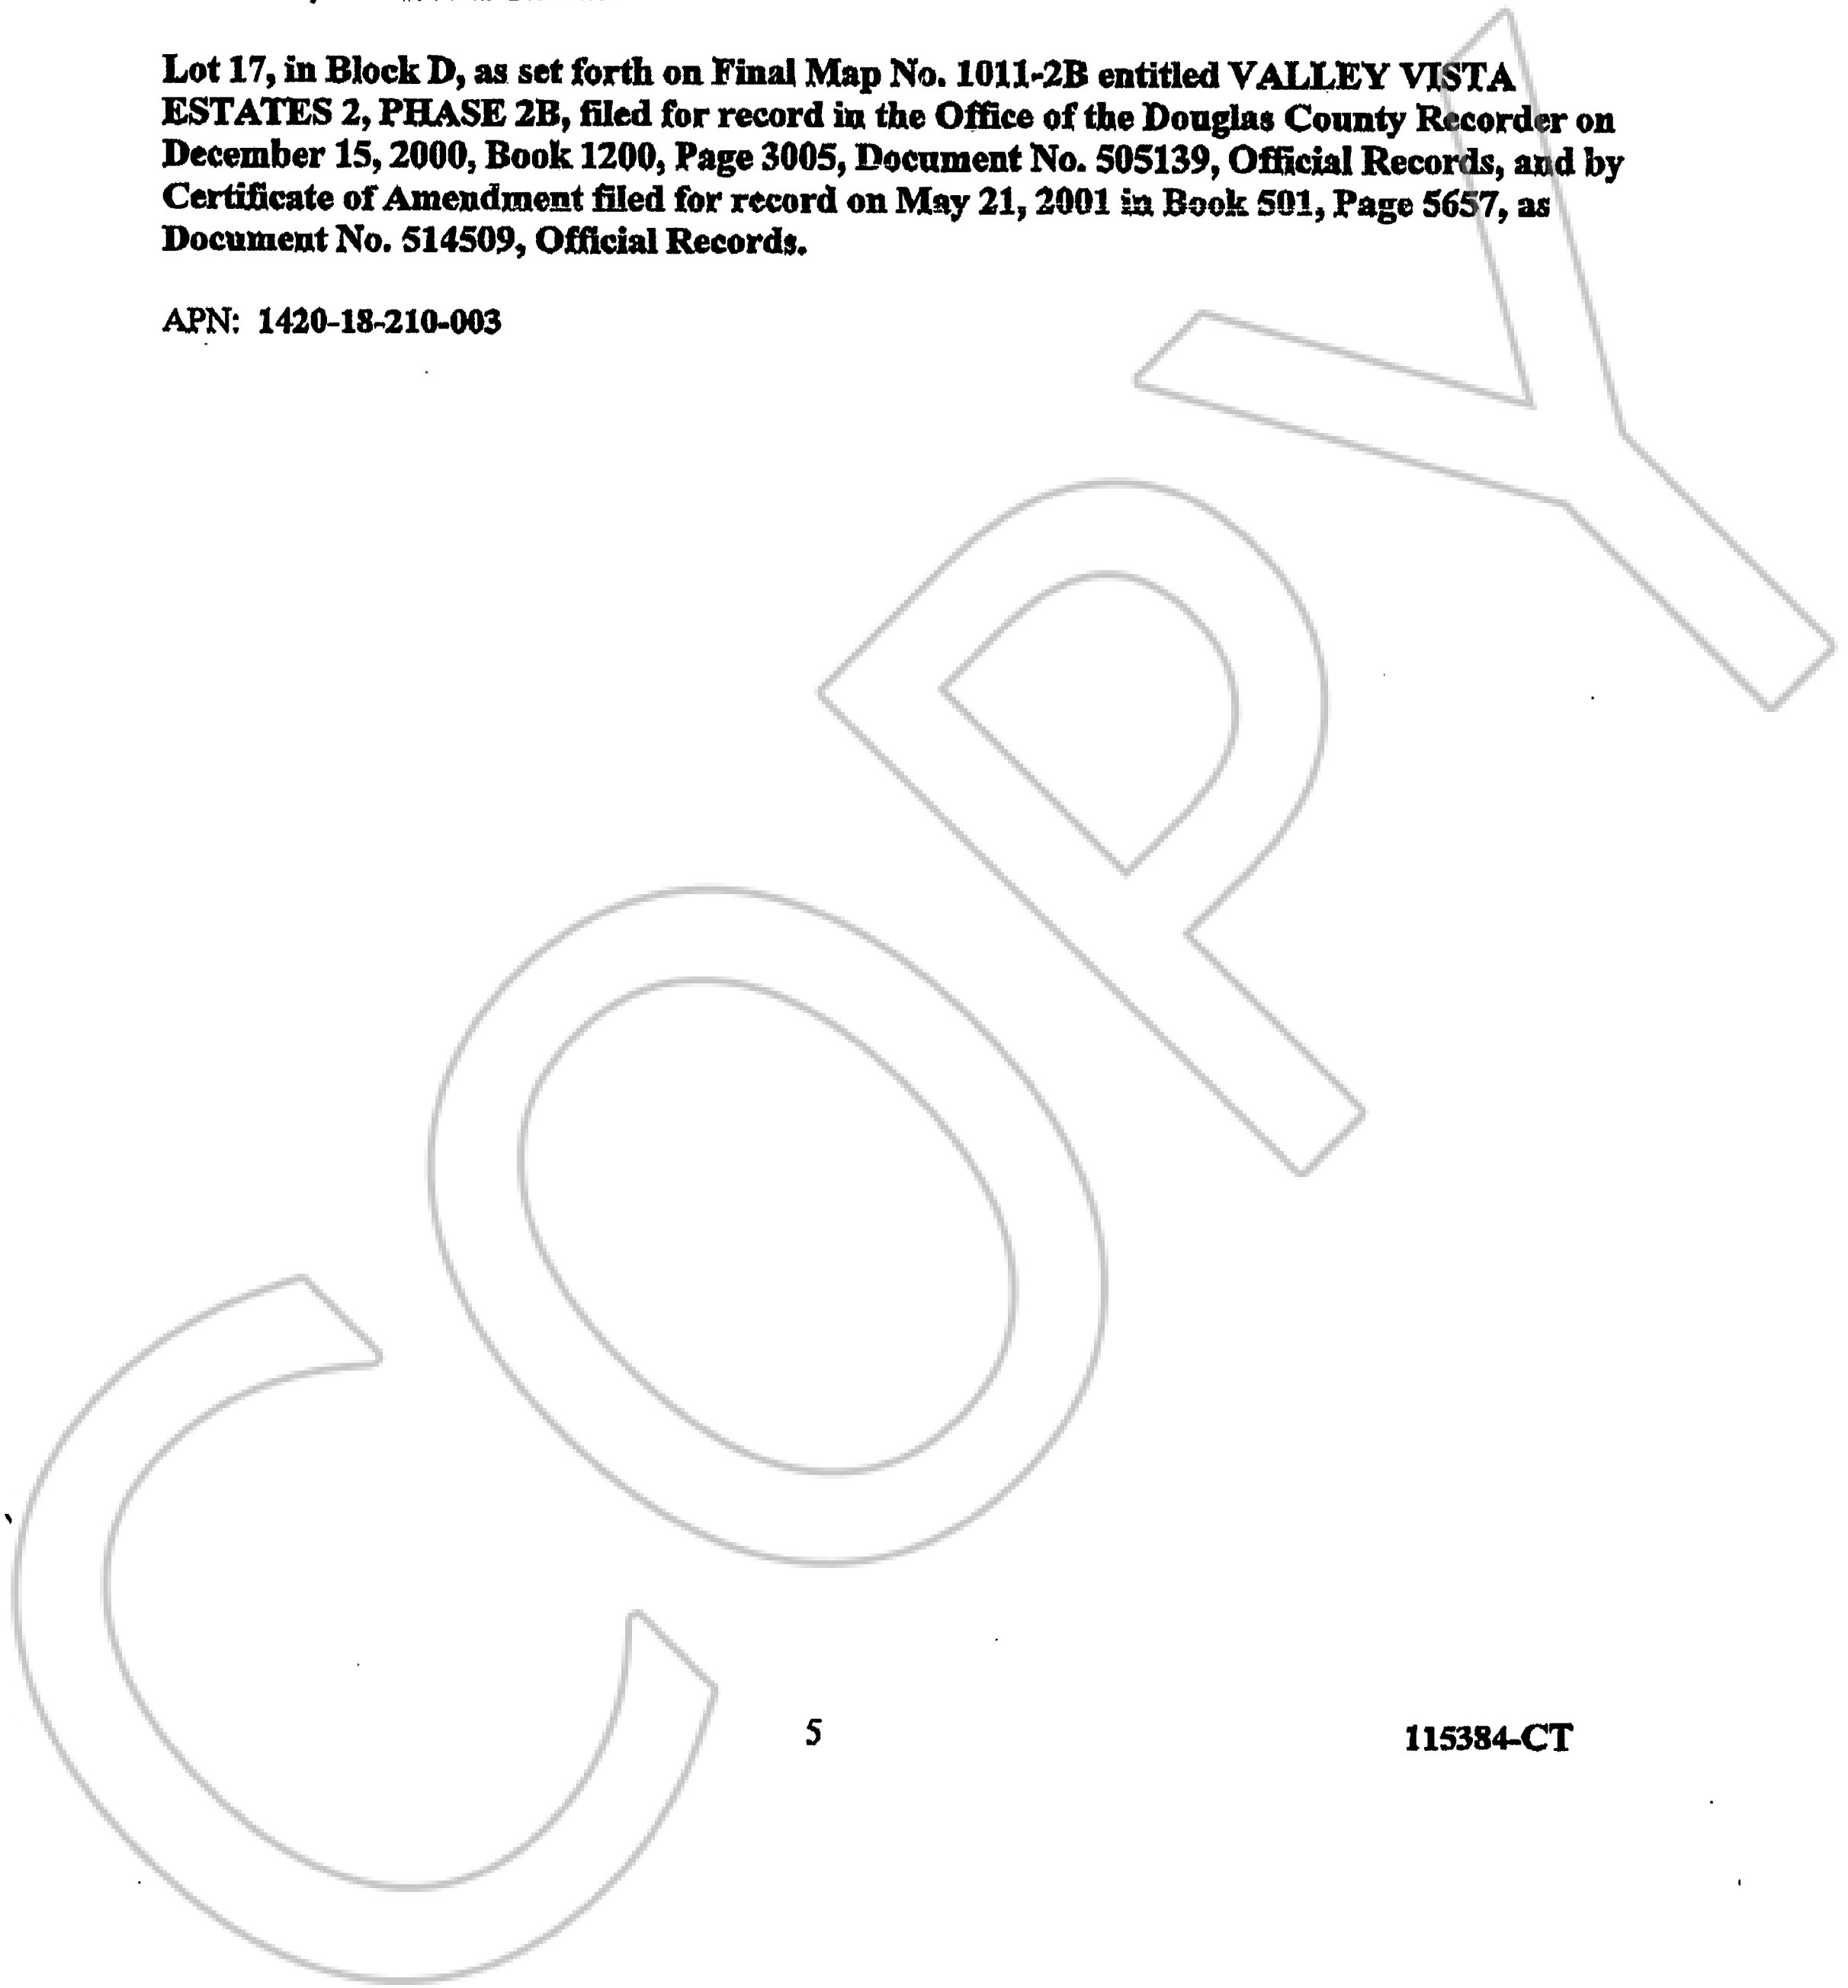 Lot 17, in Block D, as set forth on Final Map No. 1011-2B entitled VALLEY VISTA
ESTATES 2, PHASE 2B, filed for record in the Office of the Douglas County Recorder on
December 15, 2000, Book 1200, Page 3005, Document No. 505139, Official Records, and by
Certificate of Amendment filed for record on May 21, 2001 in Book 501, Page 5657, as
Document No. 514509, Official Records.
APN: 1420-18-210-003
COPY
5
115384-CT